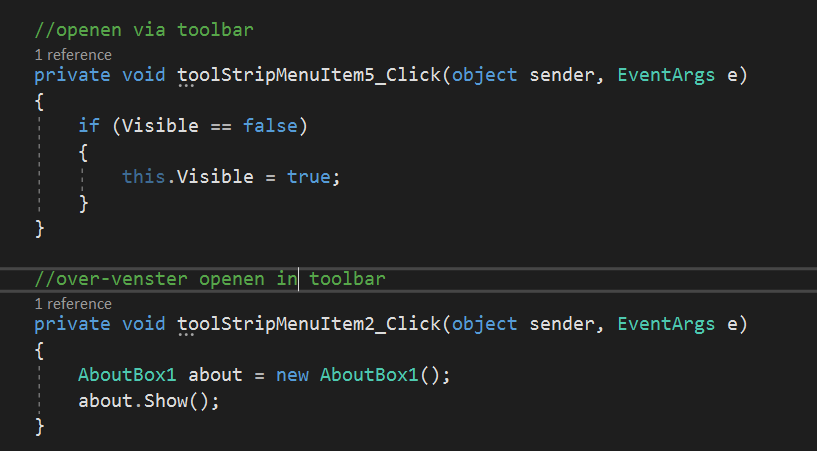 //openen via toolbar
1 reference
private void toolStripMenuItem5_Click(object sender, EventArgs e)
{
if (Visible == false)
{
this.Visible = true;
}
}
//over-venster openen in toolbar
1 reference
private void toolStripMenuItem2_Click(object sender, EventArgs e)
{
AboutBox1 about = new AboutBox1();
about.Show();
}